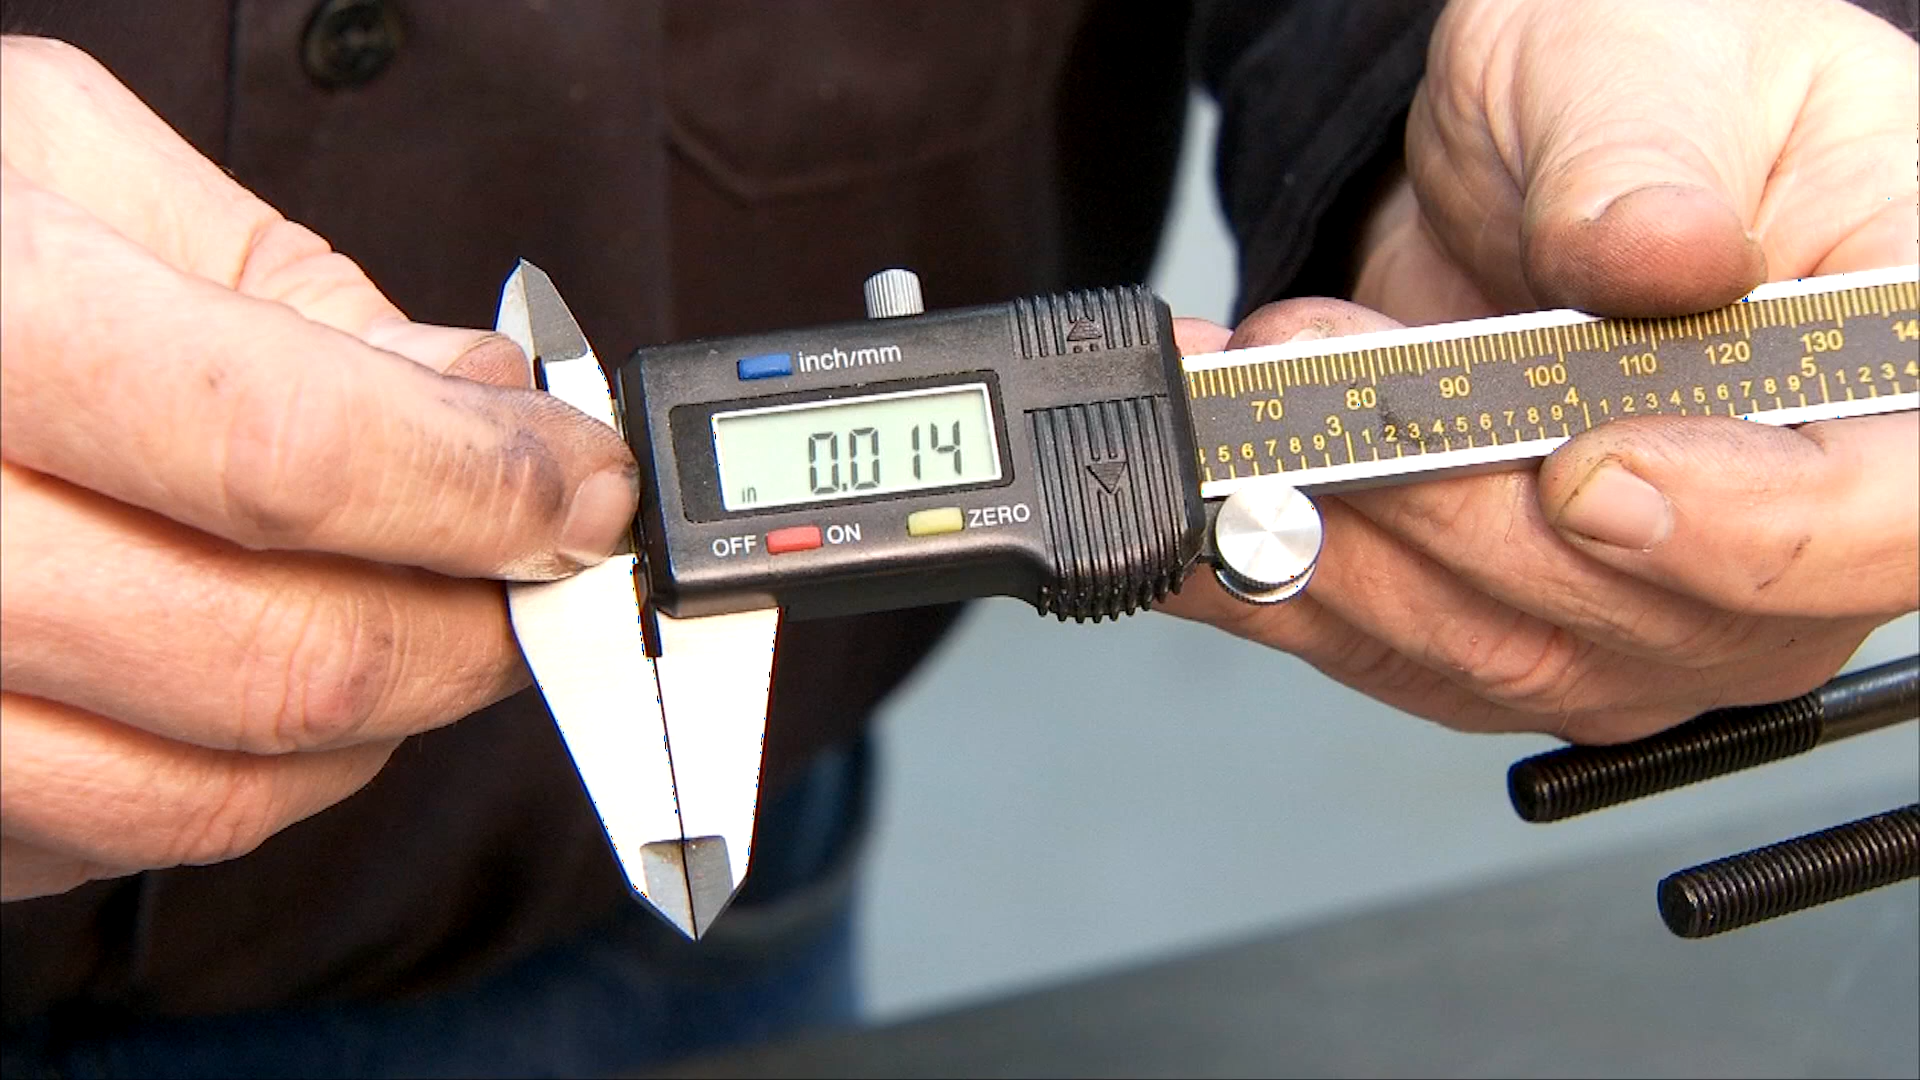 inch/mm
in 0.014
OFF ON ZERO
70 80 90 100 110 120 130 14
5 6 7 8 9 3 1 2 3 4 5 6 7 8 9 4 1 2 3 4 5 6 7 8 9 5 1 2 3 4